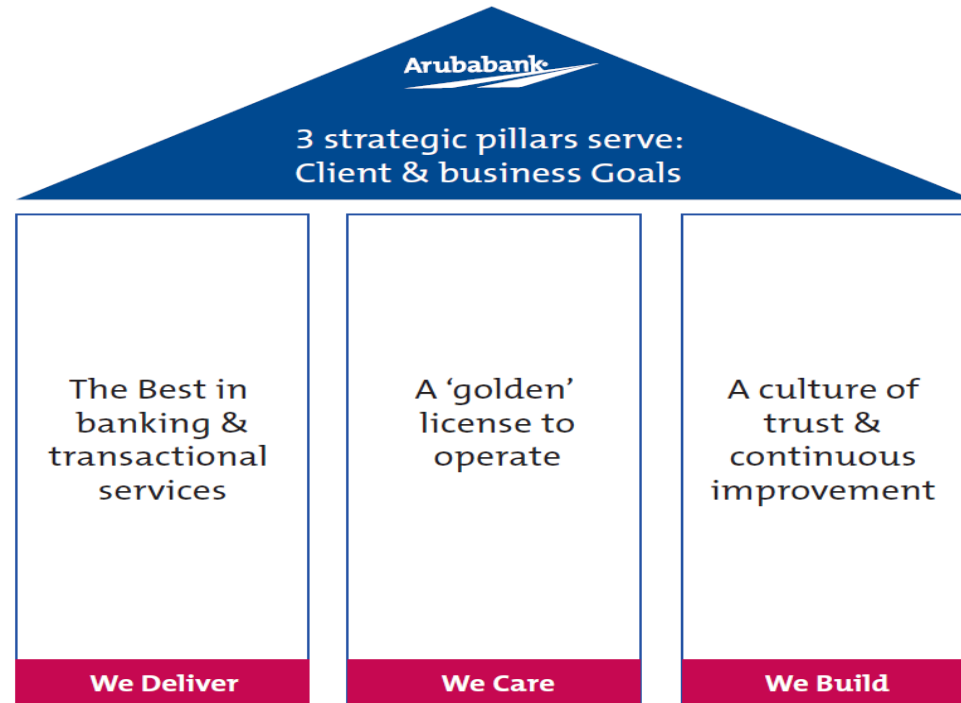 Arubabank
3 strategic pillars serve:
Client & business Goals
The Best in
banking &
transactional
services
We Deliver
A ‘golden’
license to
operate
We Care
A culture of
trust &
continuous
improvement
We Build